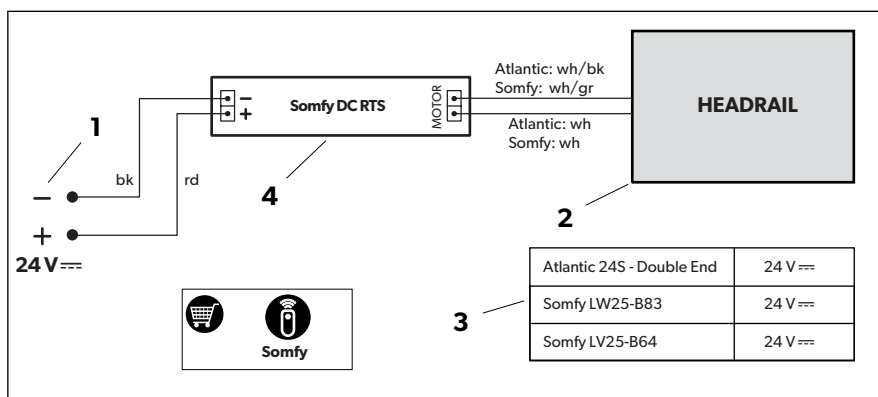 Atlantic: wh/bk
Somfy: wh/gr
HEADRAIL
Somfy DC RTS
MOTOR
−
+
Atlantic: wh
Somfy: wh
1
bk
rd
4
2
−
+
24 V ⎓
Atlantic 24S - Double End 24 V ⎓
Somfy LW25-B83 24 V ⎓
Somfy LV25-B64 24 V ⎓
3
Somfy